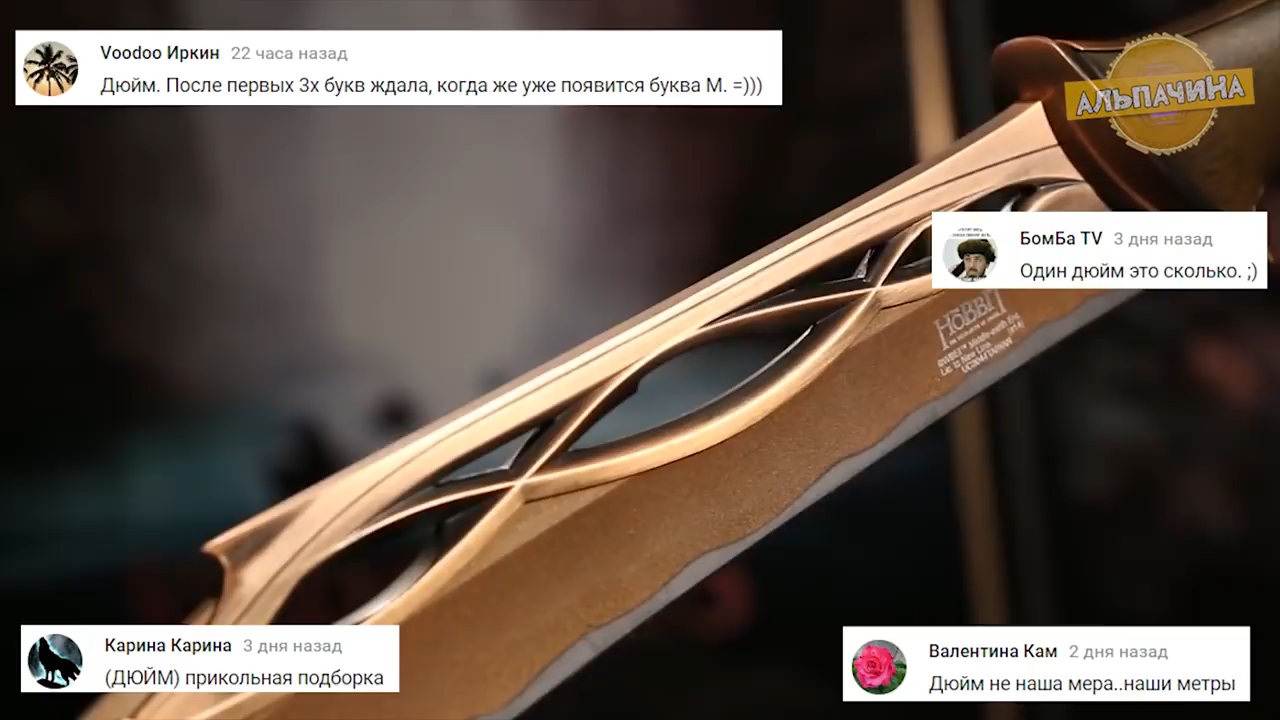 Voodoo Иркин 22 часа назад
Дюйм. После первых 3х букв ждала, когда же уже появится буква М. =)))
АЛЬПАЧИНА
БомБа TV 3 дня назад
Один дюйм это сколько. ;)
THE HOBBIT
Карина Карина 3 дня назад
(ДЮЙМ) прикольная подборка
Валентина Кам 2 дня назад
Дюйм не наша мера..наши метры